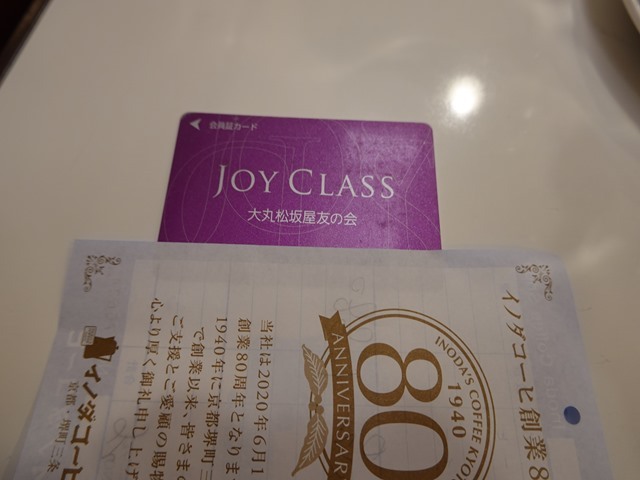 会員証カード
JOY CLASS
大丸松坂屋友の会
イノダコーヒ創業8
INODA'S COFFEE KYO
1940
80
ANNIVERSAR
当社は2020年6月1
創業80周年となりま
1940年に京都堺町三
で創業以来、皆さまの
ご支援とご愛顧の賜物
心より厚く御礼申し上げ
イノダコーヒ
京都・堺町三条